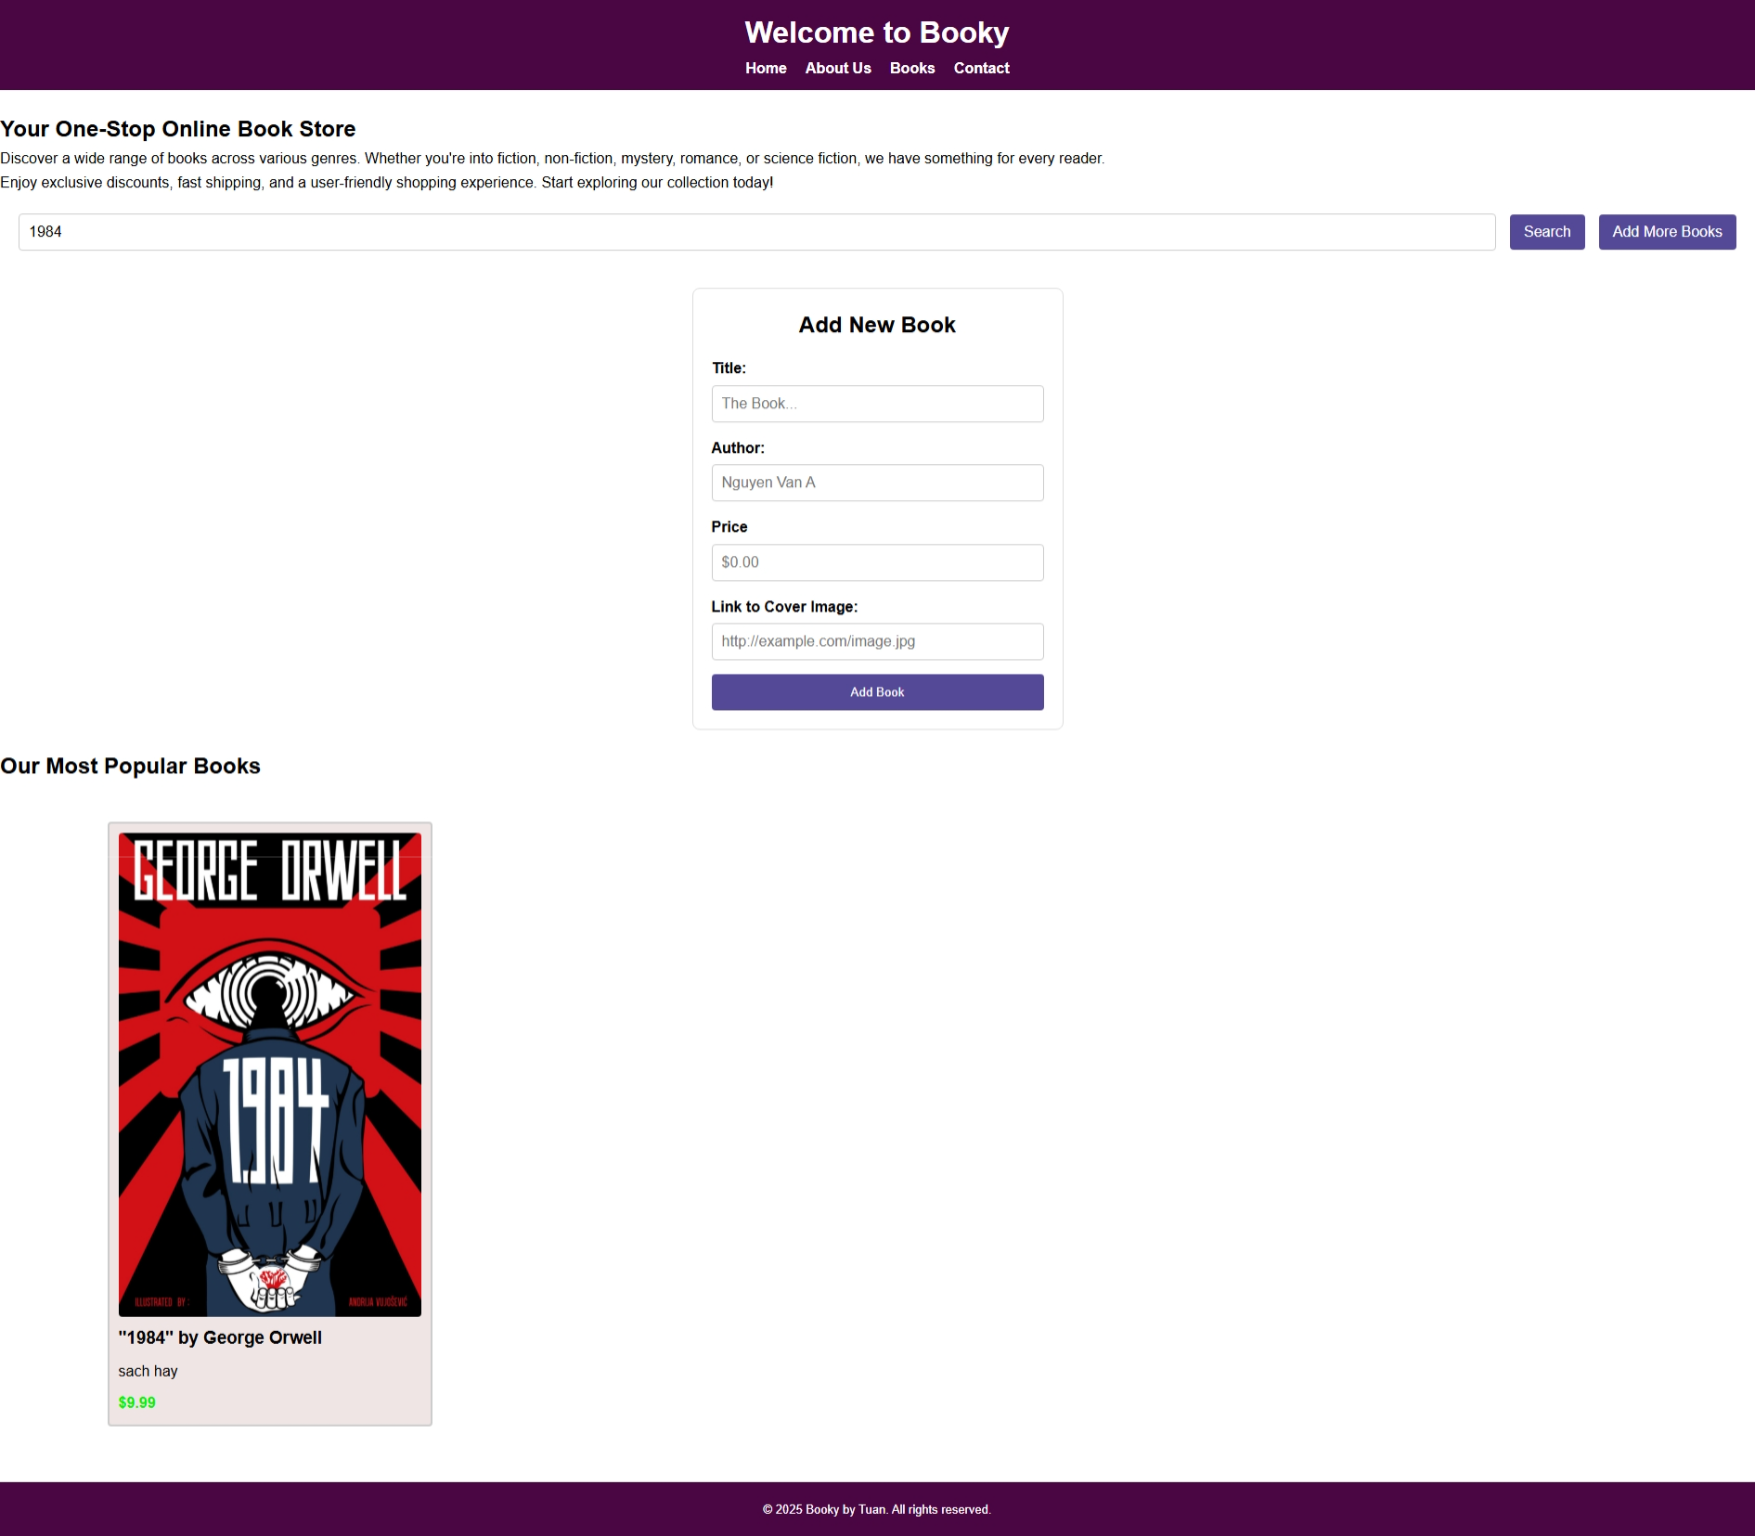 Welcome to Booky
Home About Us Books Contact
Your One-Stop Online Book Store
Discover a wide range of books across various genres. Whether you're into fiction, non-fiction, mystery, romance, or science fiction, we have something for every reader.
Enjoy exclusive discounts, fast shipping, and a user-friendly shopping experience. Start exploring our collection today!
1984 Search Add More Books
Add New Book
Title:
The Book...
Author:
Nguyen Van A
Price
$0.00
Link to Cover Image:
http://example.com/image.jpg
Add Book
Our Most Popular Books
GEORGE ORWELL
1984
ILLUSTRATED BY: ANDRIJA VUJOŠEVIĆ
"1984" by George Orwell
sach hay
$9.99
© 2025 Booky by Tuan. All rights reserved.